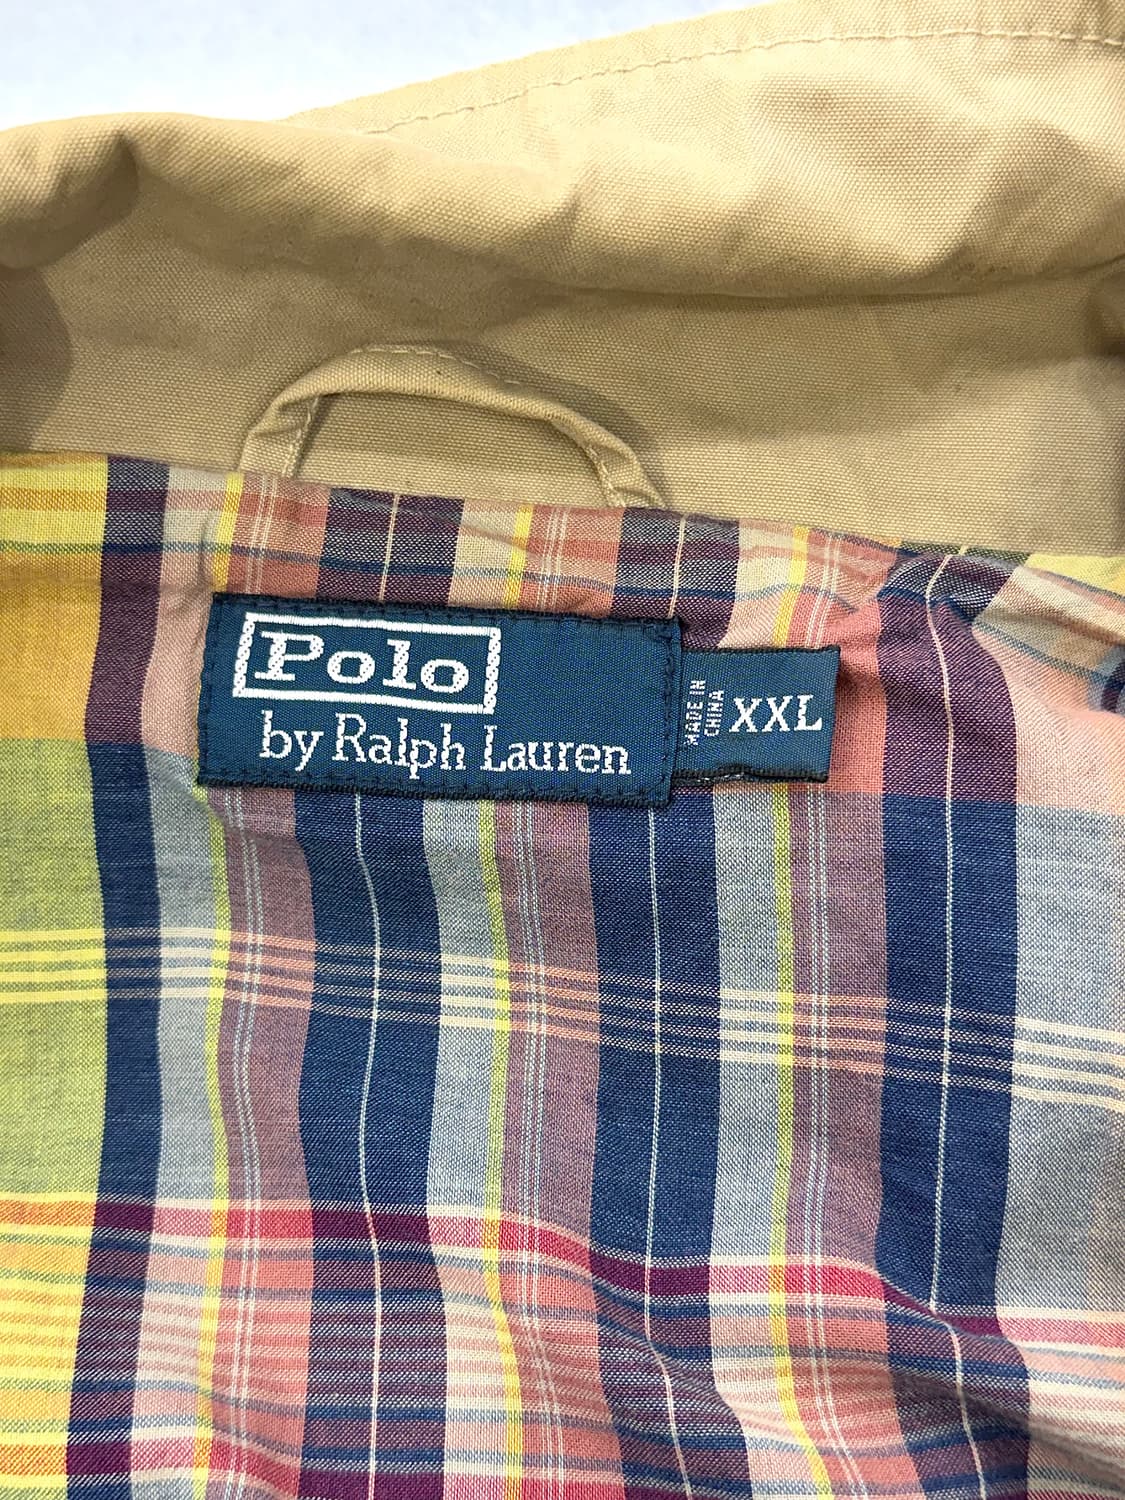 Polo
by Ralph Lauren
MADE IN
CHINA
XXL